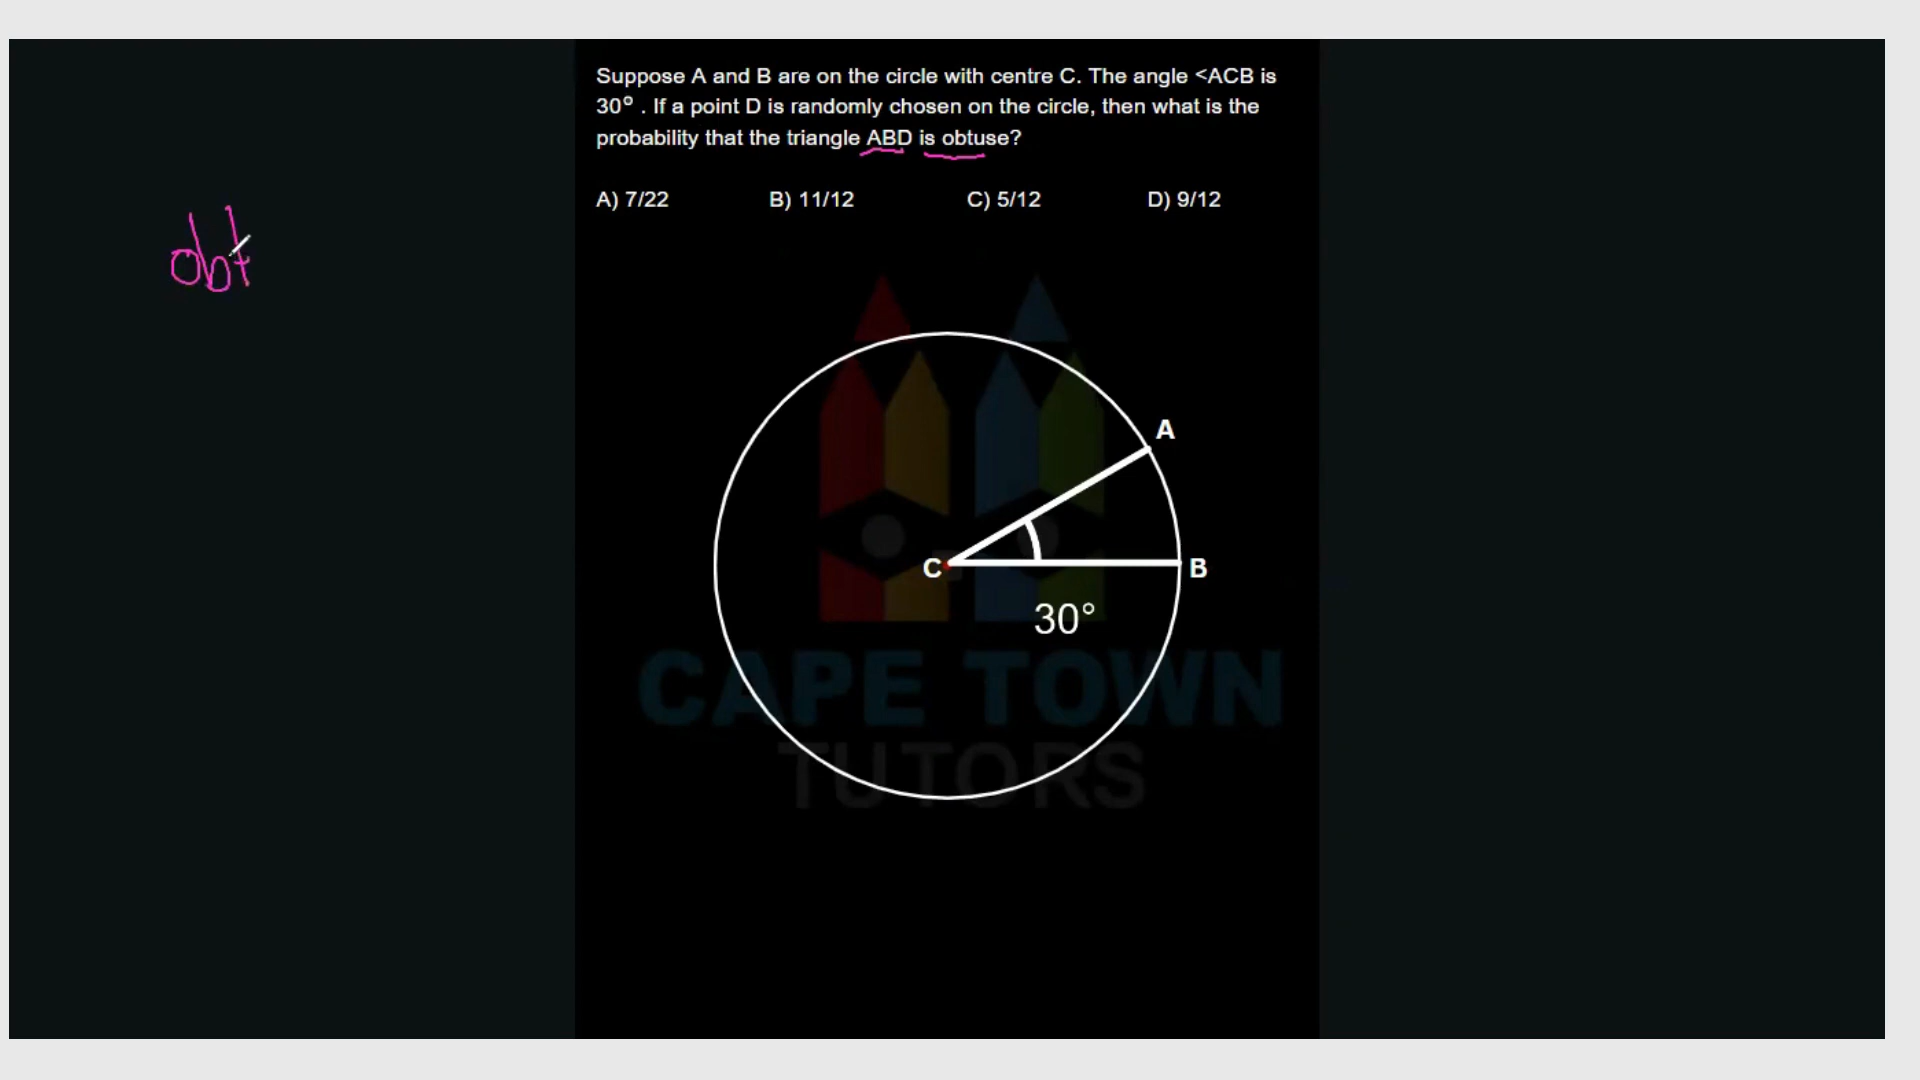 Suppose A and B are on the circle with centre C. The angle <ACB is
30° . If a point D is randomly chosen on the circle, then what is the
probability that the triangle ABD is obtuse?
A) 7/22 B) 11/12 C) 5/12 D) 9/12
obt
A
C
B
30°
CAPE TOWN
TUTORS